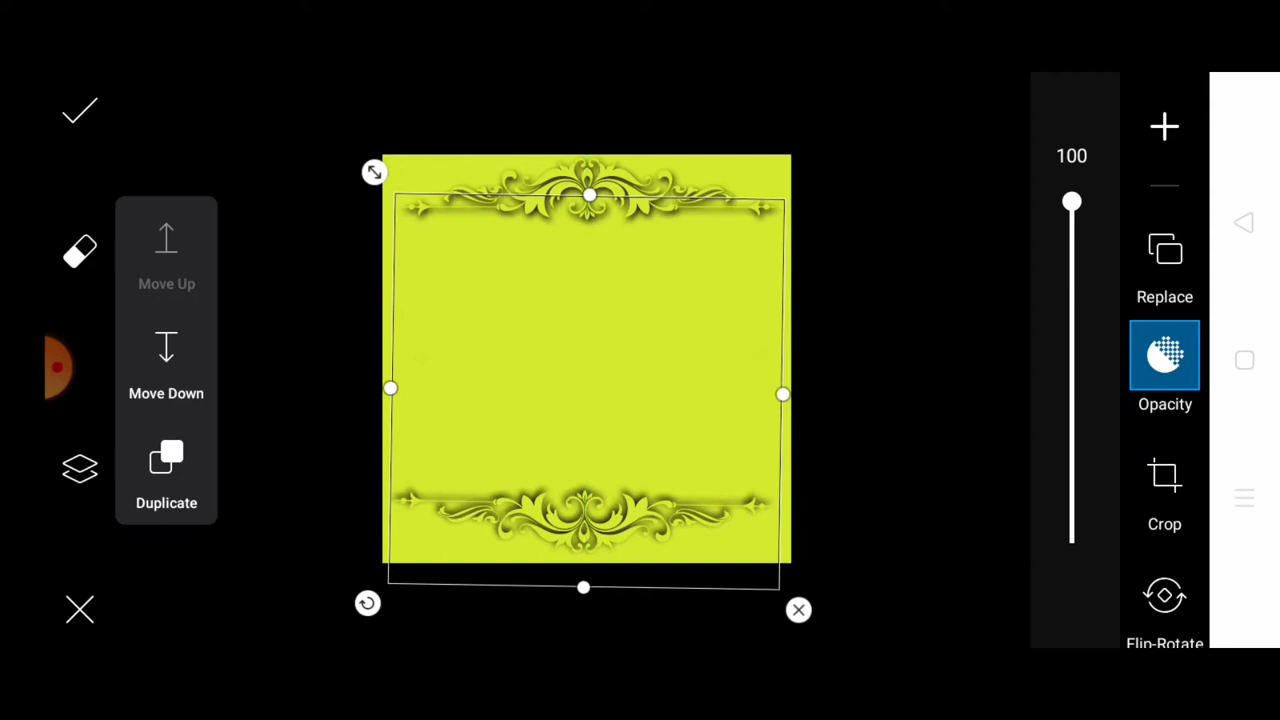 Move Up
Move Down
Duplicate
100
Replace
Opacity
Crop
Flip-Rotate